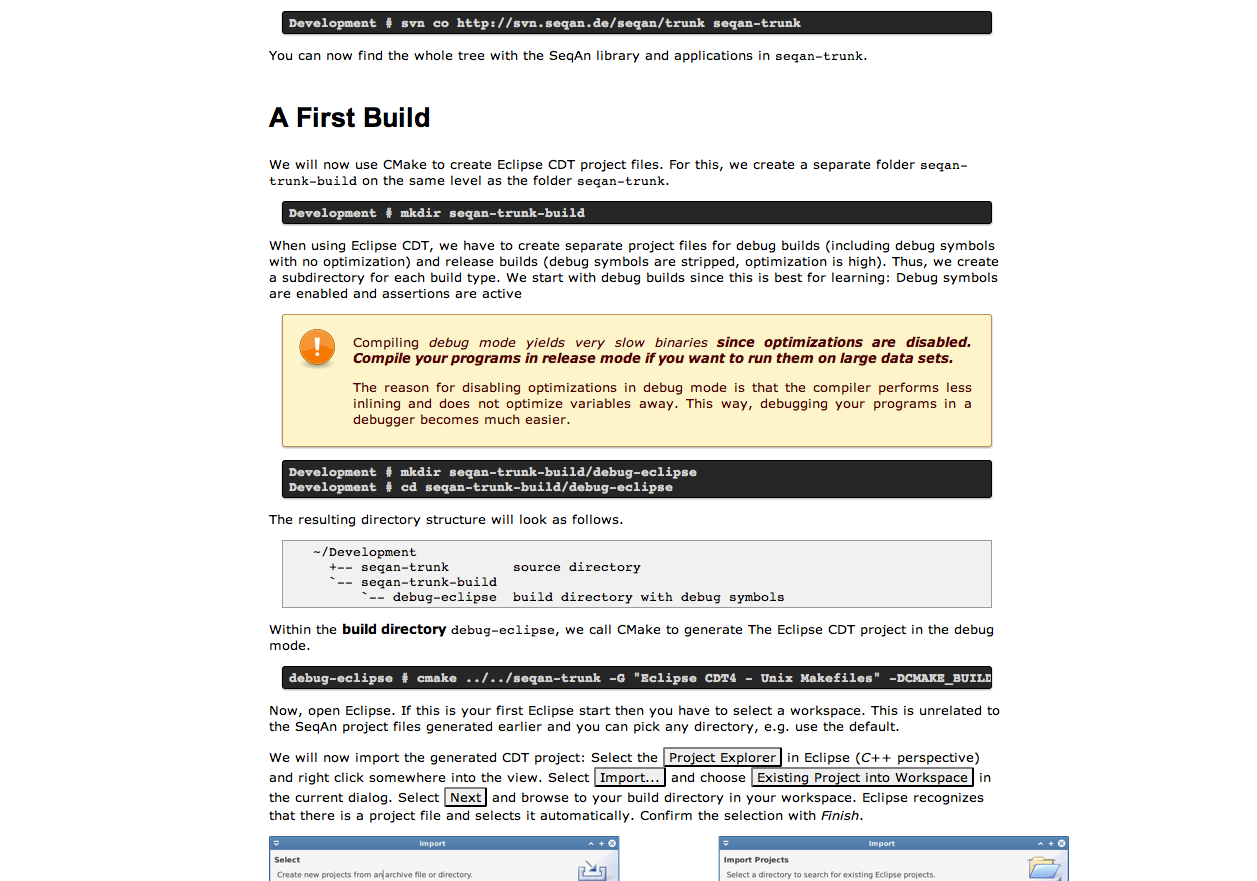 Development # svn co http://svn.seqan.de/seqan/trunk seqan-trunk
You can now find the whole tree with the SeqAn library and applications in seqan-trunk.
A First Build
We will now use CMake to create Eclipse CDT project files. For this, we create a separate folder seqan-
trunk-build on the same level as the folder seqan-trunk.
Development # mkdir seqan-trunk-build
When using Eclipse CDT, we have to create separate project files for debug builds (including debug symbols
with no optimization) and release builds (debug symbols are stripped, optimization is high). Thus, we create
a subdirectory for each build type. We start with debug builds since this is best for learning: Debug symbols
are enabled and assertions are active
Compiling debug mode yields very slow binaries since optimizations are disabled.
Compile your programs in release mode if you want to run them on large data sets.
The reason for disabling optimizations in debug mode is that the compiler performs less
inlining and does not optimize variables away. This way, debugging your programs in a
debugger becomes much easier.
Development # mkdir seqan-trunk-build/debug-eclipse
Development # cd seqan-trunk-build/debug-eclipse
The resulting directory structure will look as follows.
~/Development
+-- seqan-trunk        source directory
`-- seqan-trunk-build
`-- debug-eclipse  build directory with debug symbols
Within the build directory debug-eclipse, we call CMake to generate The Eclipse CDT project in the debug
mode.
debug-eclipse # cmake ../../seqan-trunk -G "Eclipse CDT4 - Unix Makefiles" -DCMAKE_BUILD
Now, open Eclipse. If this is your first Eclipse start then you have to select a workspace. This is unrelated to
the SeqAn project files generated earlier and you can pick any directory, e.g. use the default.
We will now import the generated CDT project: Select the Project Explorer in Eclipse (C++ perspective)
and right click somewhere into the view. Select Import... and choose Existing Project into Workspace in
the current dialog. Select Next and browse to your build directory in your workspace. Eclipse recognizes
that there is a project file and selects it automatically. Confirm the selection with Finish.
Import
Select
Create new projects from an archive file or directory.
Import
Import Projects
Select a directory to search for existing Eclipse projects.